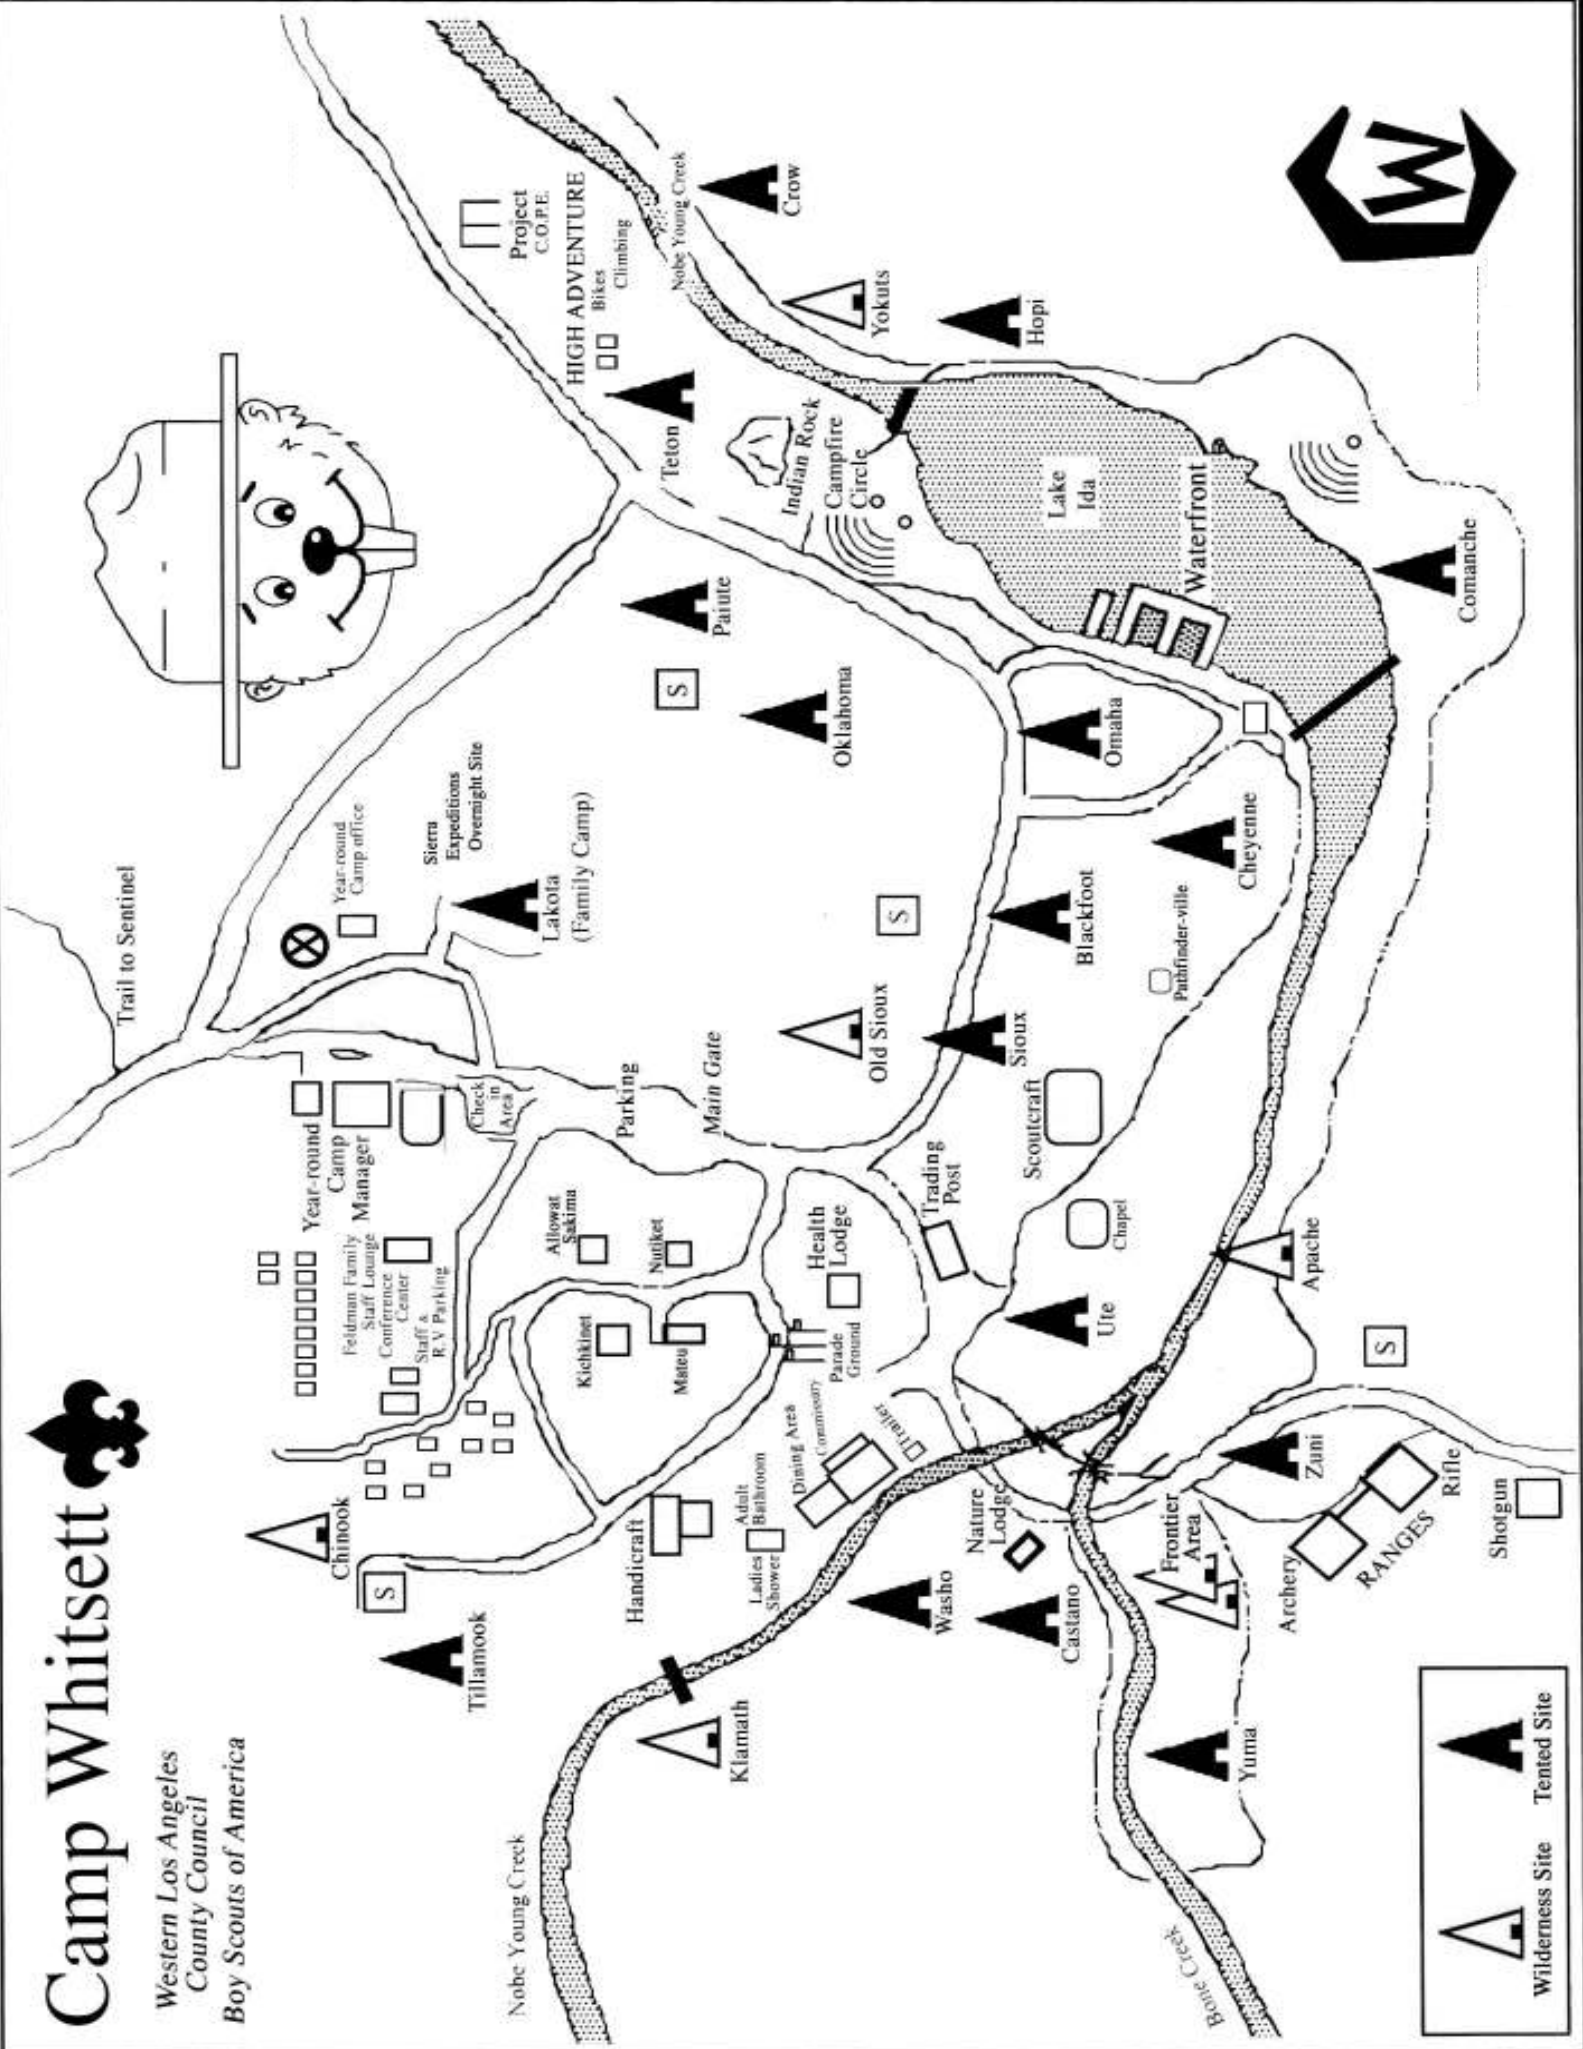 Camp Whitsett
Western Los Angeles
County Council
Boy Scouts of America
Trail to Sentinel
Chinook
S
Tillamook
Year-round
Camp
Manager
Feldman Family
Staff Lounge
Conference
Center
Staff &
R.V Parking
Check
in
Area
Year-round
Camp office
Sierra
Expeditions
Overnight Site
Lakota
(Family Camp)
Project
C.O.P.E.
HIGH ADVENTURE
Bikes
Climbing
Teton
Nobe Young Creek
Crow
Yokuts
Hopi
Allowat
Sakima
Nutiket
Kichkinet
Mateu
Parking
Main Gate
S
Paiute
Oklahoma
Indian Rock
Campfire
Circle
Handicraft
Adult
Bathroom
Ladies
Shower
Dining Area
Commissary
Trailer
Parade
Ground
Health
Lodge
Trading
Post
Old Sioux
S
Sioux
Blackfoot
Omaha
Lake
Ida
Waterfront
Nobe Young Creek
Klamath
Washo
Castano
Nature
Lodge
Ute
Scoutcraft
Chapel
Pathfinder-ville
Cheyenne
Comanche
Apache
Frontier
Area
Zuni
S
Yuma
Archery
RANGES
Rifle
Shotgun
Bone Creek
Wilderness Site
Tented Site
W